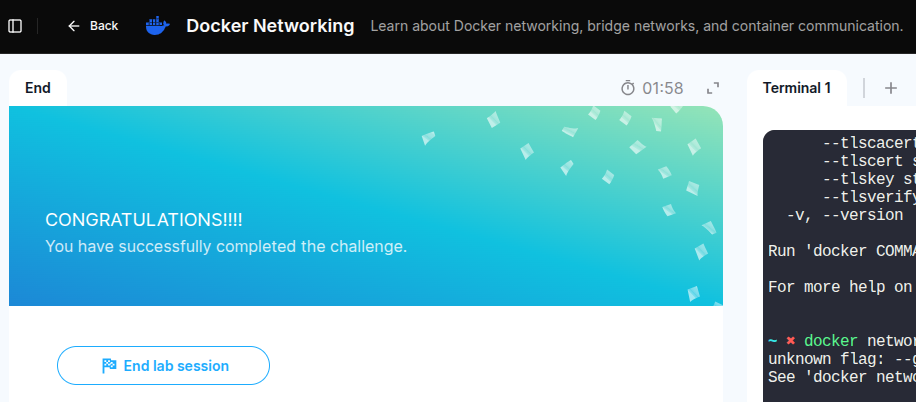 Back
Docker Networking
Learn about Docker networking, bridge networks, and container communication.
End
01:58
Terminal 1
CONGRATULATIONS!!!!
You have successfully completed the challenge.
End lab session
--tlscacert
--tlscert s
--tlskey st
--tlsverify
-v, --version
Run 'docker COMMA
For more help on
~ ✖ docker networ
unknown flag: --g
See 'docker netwo